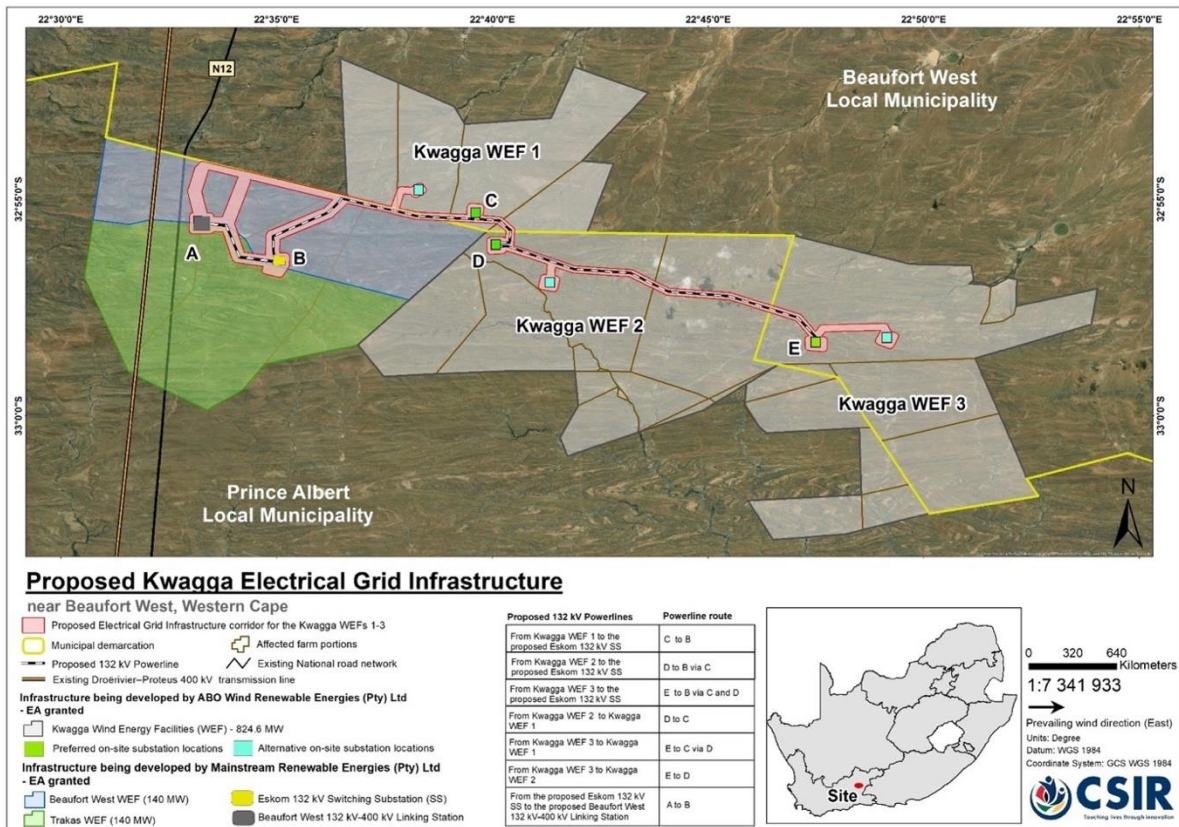 22°30'0"E 22°35'0"E 22°40'0"E 22°45'0"E 22°50'0"E 22°55'0"E
N12
Beaufort West
Local Municipality
Kwagga WEF 1
32°55'0"S
32°55'0"S
A
B
C
D
E
Kwagga WEF 2
Kwagga WEF 3
33°0'0"S
33°0'0"S
Prince Albert
Local Municipality
N
Proposed Kwagga Electrical Grid Infrastructure
near Beaufort West, Western Cape
Proposed Electrical Grid Infrastructure corridor for the Kwagga WEFs 1-3
Municipal demarcation
Affected farm portions
Proposed 132 kV Powerline
Existing National road network
Existing Droërivier–Proteus 400 kV transmission line
Infrastructure being developed by ABO Wind Renewable Energies (Pty) Ltd
- EA granted
Kwagga Wind Energy Facilities (WEF) - 824.6 MW
Preferred on-site substation locations
Alternative on-site substation locations
Infrastructure being developed by Mainstream Renewable Energies (Pty) Ltd
- EA granted
Beaufort West WEF (140 MW)
Eskom 132 kV Switching Substation (SS)
Trakas WEF (140 MW)
Beaufort West 132 kV-400 kV Linking Station
Proposed 132 kV Powerlines Powerline route
From Kwagga WEF 1 to the
proposed Eskom 132 kV SS
C to B
From Kwagga WEF 2 to the
proposed Eskom 132 kV SS
D to B via C
From Kwagga WEF 3 to the
proposed Eskom 132 kV SS
E to B via C and D
From Kwagga WEF 2 to Kwagga
WEF 1
D to C
From Kwagga WEF 3 to Kwagga
WEF 1
E to C via D
From Kwagga WEF 3 to Kwagga
WEF 2
E to D
From the proposed Eskom 132 kV
SS to the proposed Beaufort West
132 kV-400 kV Linking Station
A to B
Site
0 320 640
Kilometers
1:7 341 933
Prevailing wind direction (East)
Units: Degree
Datum: WGS 1984
Coordinate System: GCS WGS 1984
CSIR
Touching lives through innovation